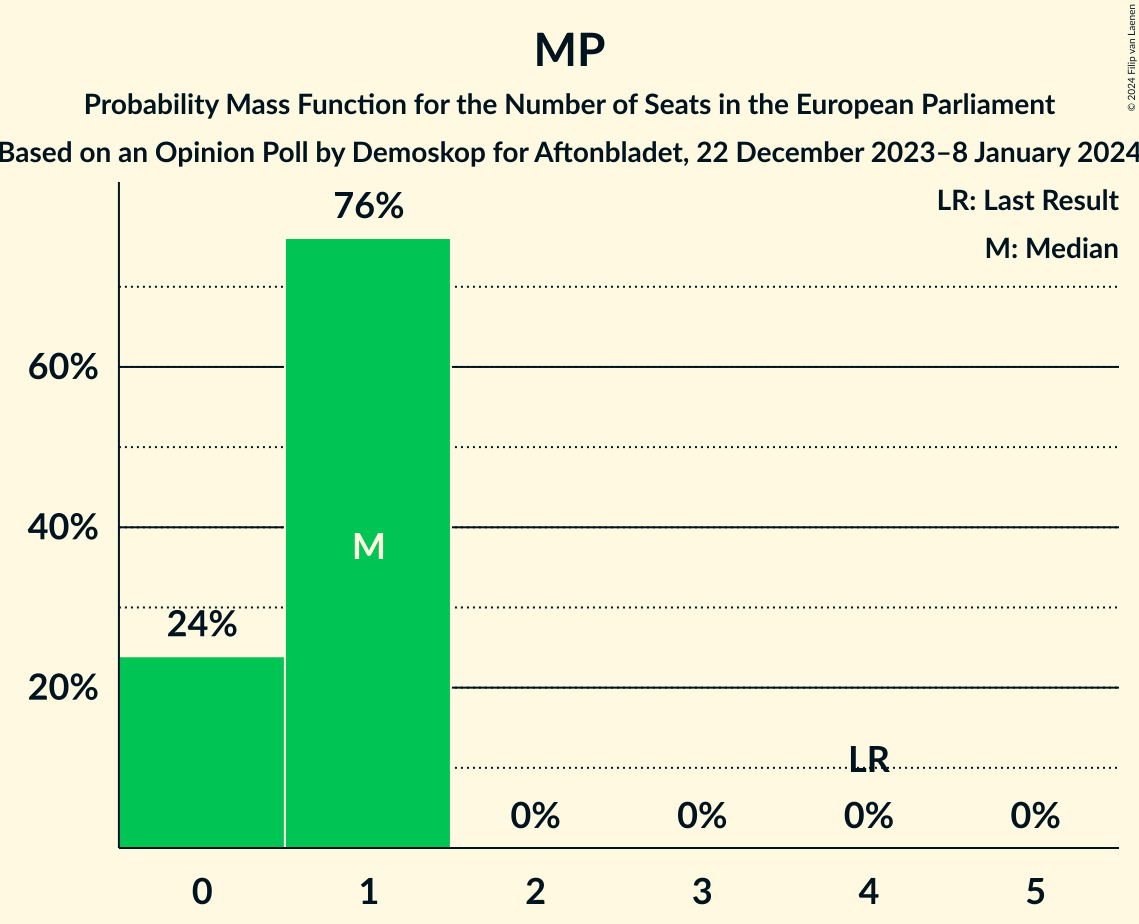 MP
Probability Mass Function for the Number of Seats in the European Parliament
Based on an Opinion Poll by Demoskop for Aftonbladet, 22 December 2023–8 January 2024
© 2024 Filip van Laenen
LR: Last Result
M: Median
76%
60%
40%
M
24%
20%
LR
0% 0% 0% 0%
0 1 2 3 4 5